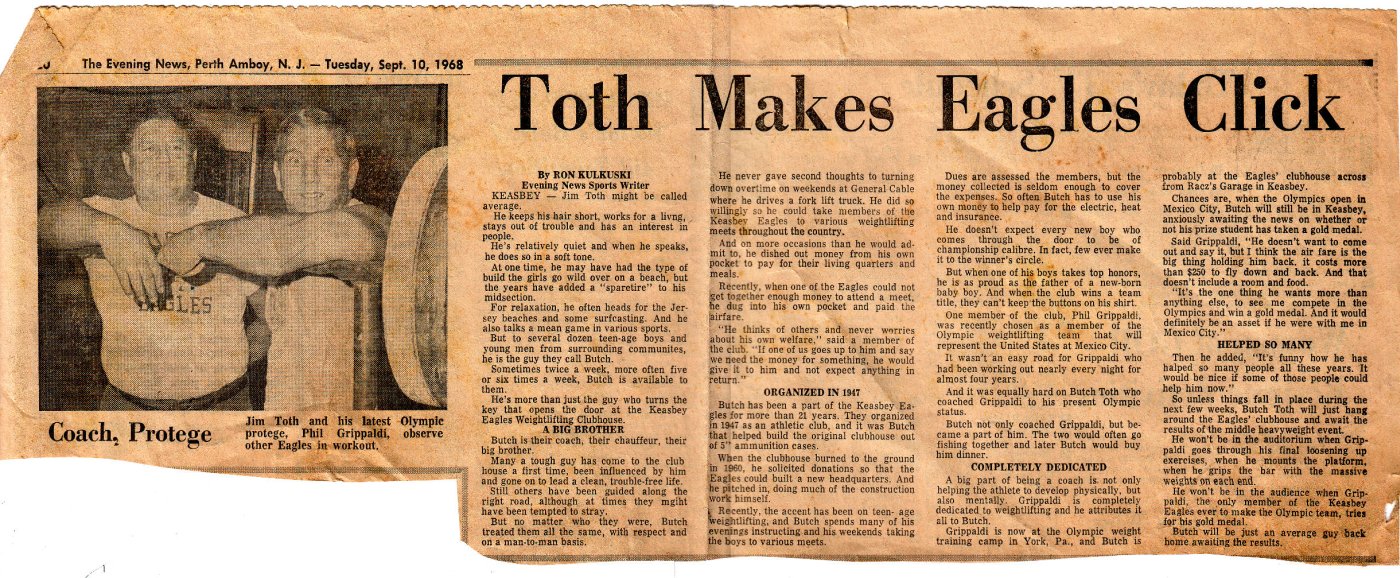 The Evening News, Perth Amboy, N. J. — Tuesday, Sept. 10, 1968
Toth Makes Eagles Click
EAGLES
Coach, Protege
Jim Toth and his latest Olympic
protege, Phil Grippaldi, observe
other Eagles in workout.
By RON KULKUSKI
Evening News Sports Writer
KEASBEY — Jim Toth might be called
average.
He keeps his hair short, works for a livng,
stays out of trouble and has an interest in
people.
He's relatively quiet and when he speaks,
he does so in a soft tone.
At one time, he may have had the type of
build the girls go wild over on a beach, but
the years have added a "sparetire" to his
midsection.
For relaxation, he often heads for the Jer-
sey beaches and some surfcasting. And he
also talks a mean game in various sports.
But to several dozen teen-age boys and
young men from surrounding communites,
he is the guy they call Butch.
Sometimes twice a week, more often five
or six times a week, Butch is available to
them.
He's more than just the guy who turns the
key that opens the door at the Keasbey
Eagles Weightlifting Clubhouse.
A BIG BROTHER
Butch is their coach, their chauffeur, their
big brother.
Many a tough guy has come to the club
house a first time, been influenced by him
and gone on to lead a clean, trouble-free life.
Still others have been guided along the
right road, although at times they mgiht
have been tempted to stray.
But no matter who they were, Butch
treated them all the same, with respect and
on a man-to-man basis.
He never gave second thoughts to turning
down overtime on weekends at General Cable
where he drives a fork lift truck. He did so
willingly so he could take members of the
Keasbey Eagles to various weightlifting
meets throughout the country.
And on more occasions than he would ad-
mit to, he dished out money from his own
pocket to pay for their living quarters and
meals.
Recently, when one of the Eagles could not
get together enough money to attend a meet,
he dug into his own pocket and paid the
airfare.
"He thinks of others and never worries
about his own welfare," said a member of
the club. "If one of us goes up to him and say
we need the money for something, he would
give it to him and not expect anything in
return."
ORGANIZED IN 1947
Butch has been a part of the Keasbey Ea-
gles for more than 21 years. They organized
in 1947 as an athletic club, and it was Butch
that helped build the original clubhouse out
of 5" ammunition cases.
When the clubhouse burned to the ground
in 1960, he solicited donations so that the
Eagles could built a new headquarters. And
he pitched in, doing much of the construction
work himself.
Recently, the accent has been on teen- age
weightlifting, and Butch spends many of his
evenings instructing and his weekends taking
the boys to various meets.
Dues are assessed the members, but the
money collected is seldom enough to cover
the expenses. So often Butch has to use his
own money to help pay for the electric, heat
and insurance.
He doesn't expect every new boy who
comes through the door to be of
championship calibre. In fact, few ever make
it to the winner's circle.
But when one of his boys takes top honors,
he is as proud as the father of a new-born
baby boy. And when the club wins a team
title, they can't keep the buttons on his shirt.
One member of the club, Phil Grippaldi,
was recently chosen as a member of the
Olympic weightlifting team that will
represent the United States at Mexico City.
It wasn't an easy road for Grippaldi who
had been working out nearly every night for
almost four years.
And it was equally hard on Butch Toth who
coached Grippaldi to his present Olympic
status.
Butch not only coached Grippaldi, but be-
came a part of him. The two would often go
fishing together and later Butch would buy
him dinner.
COMPLETELY DEDICATED
A big part of being a coach is not only
helping the athlete to develop physically, but
also mentally. Grippaldi is completely
dedicated to weightlifting and he attributes it
all to Butch.
Grippaldi is now at the Olympic weight
training camp in York, Pa., and Butch is
probably at the Eagles' clubhouse across
from Racz's Garage in Keasbey.
Chances are, when the Olympics open in
Mexico City, Butch will still be in Keasbey,
anxiously awaiting the news on whether or
not his prize student has taken a gold medal.
Said Grippaldi, "He doesn't want to come
out and say it, but I think the air fare is the
big thing holding him back. it costs more
than $250 to fly down and back. And that
doesn't include a room and food.
"It's the one thing he wants more than
anything else, to see me compete in the
Olympics and win a gold medal. And it would
definitely be an asset if he were with me in
Mexico City."
HELPED SO MANY
Then he added, "It's funny how he has
halped so many people all these years. It
would be nice if some of those people could
help him now."
So unless things fall in place during the
next few weeks, Butch Toth will just hang
around the Eagles' clubhouse and await the
results of the middle heavyweight event.
He won't be in the auditorium when Grip-
paldi goes through his final loosening up
exercises, when he mounts the platform,
when he grips the bar with the massive
weights on each end.
He won't be in the audience when Grip-
paldi, the only member of the Keasbey
Eagles ever to make the Olympic team, tries
for his gold medal.
Butch will be just an average guy back
home awaiting the results.